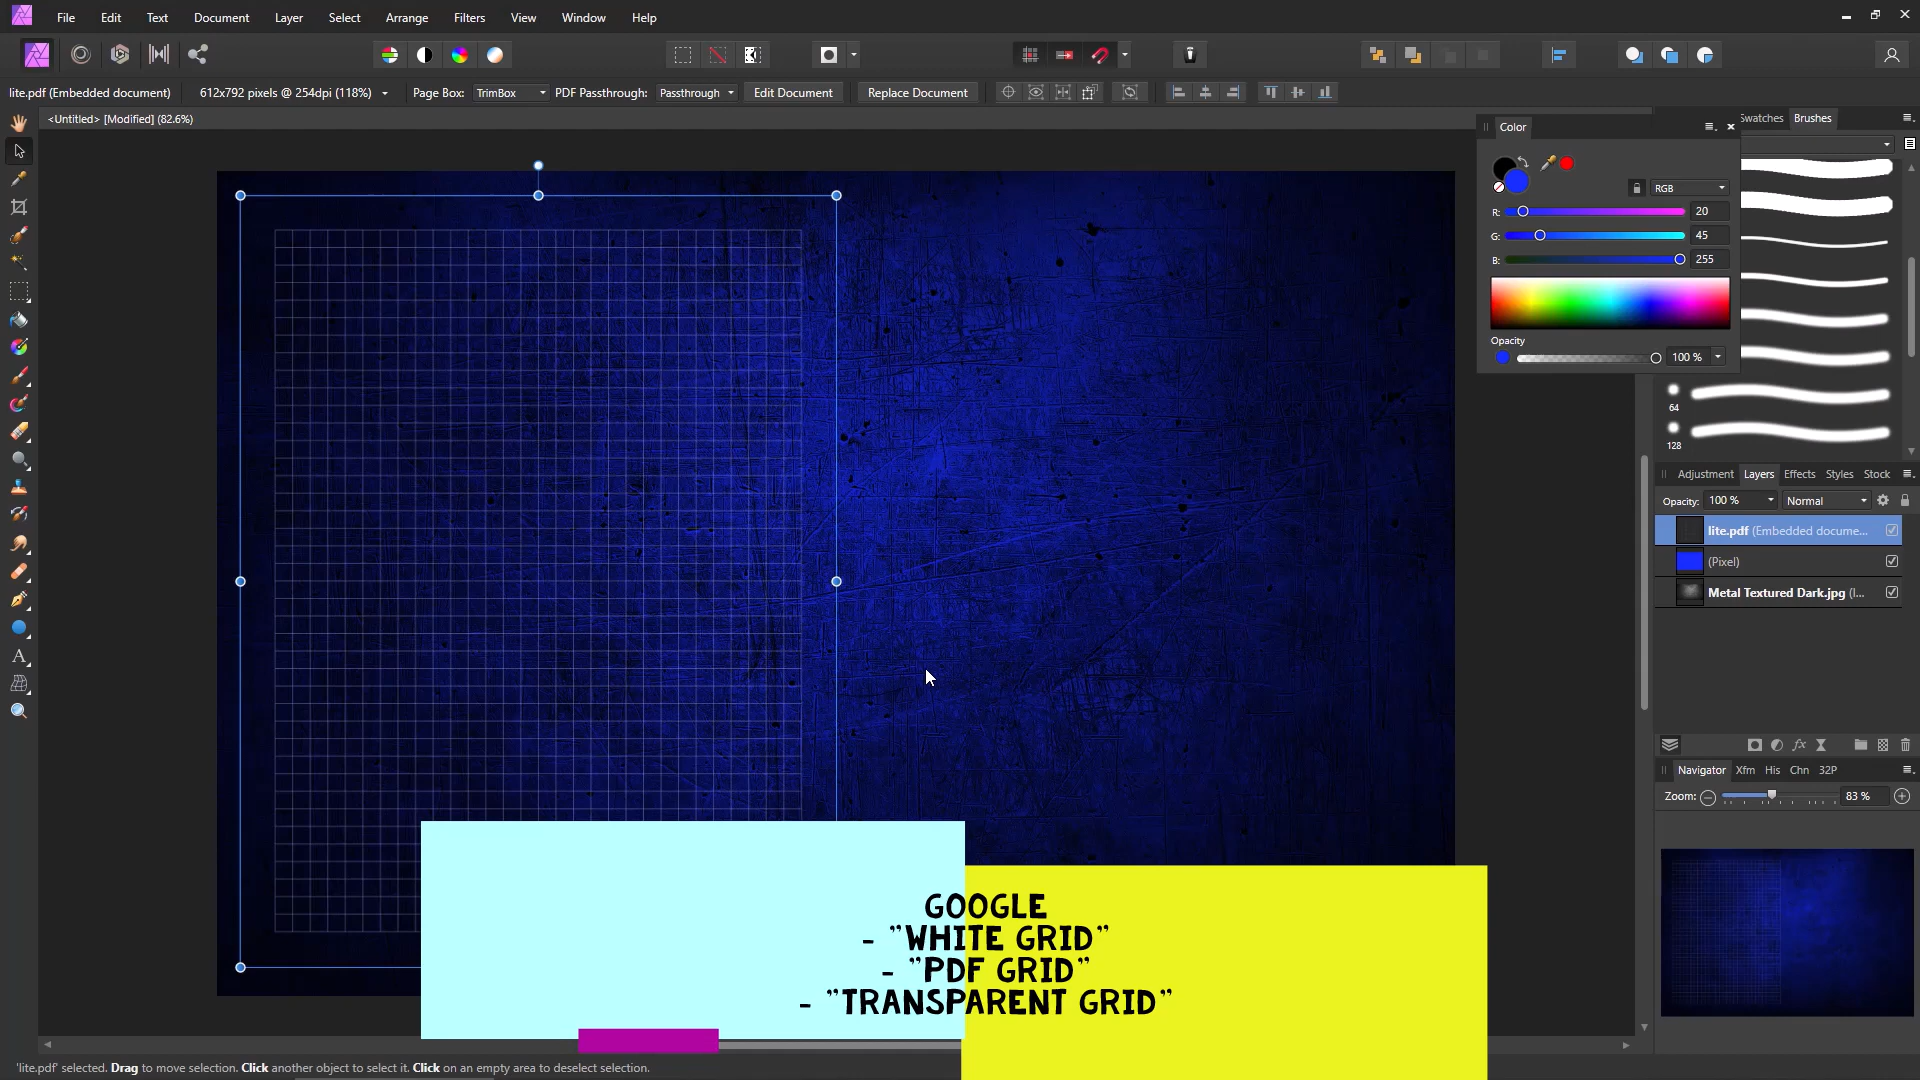 File Edit Text Document Layer Select Arrange Filters View Window Help
lite.pdf (Embedded document) 612x792 pixels @ 254dpi (118%) Page Box: TrimBox PDF Passthrough: Passthrough Edit Document Replace Document
<Untitled> [Modified] (82.6%)
Color
Swatches Brushes
RGB
R: 20
G: 45
B: 255
Opacity
100 %
64
128
Adjustment Layers Effects Styles Stock
Opacity: 100 % Normal
lite.pdf (Embedded docume...
(Pixel)
Metal Textured Dark.jpg (I...
Navigator Xfm His Chn 32P
Zoom: 83 %
GOOGLE
- "WHITE GRID"
- "PDF GRID"
- "TRANSPARENT GRID"
'lite.pdf' selected. Drag to move selection. Click another object to select it. Click on an empty area to deselect selection.